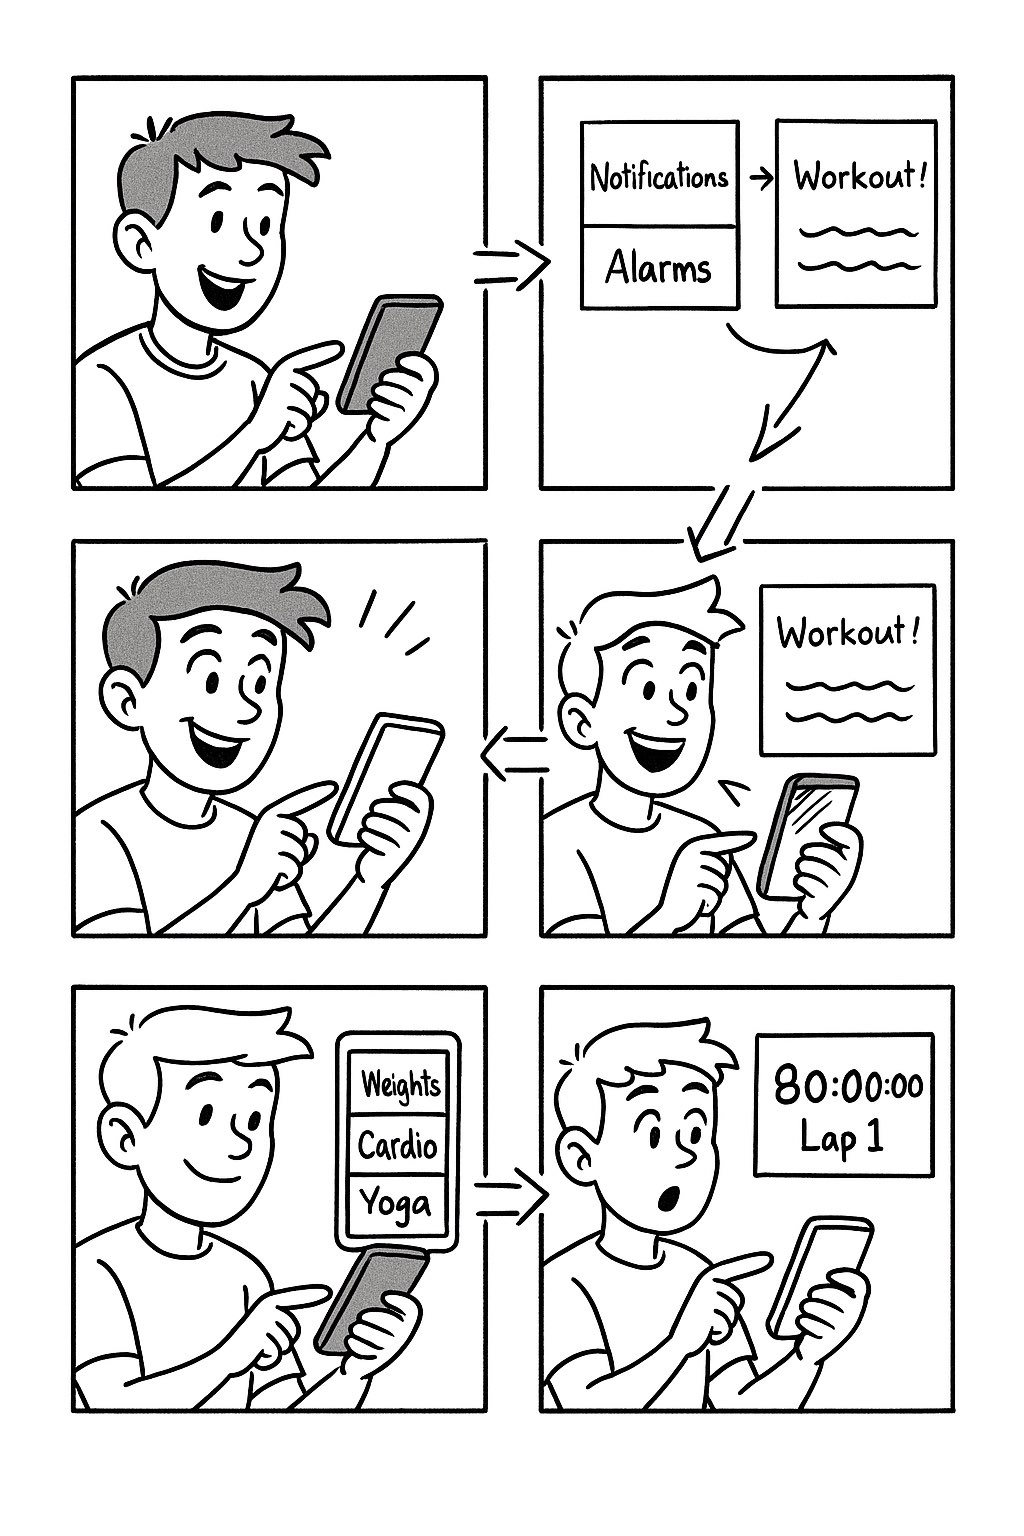 Notifications
Alarms
Workout!
Workout!
Weights
Cardio
Yoga
80:00:00
Lap 1